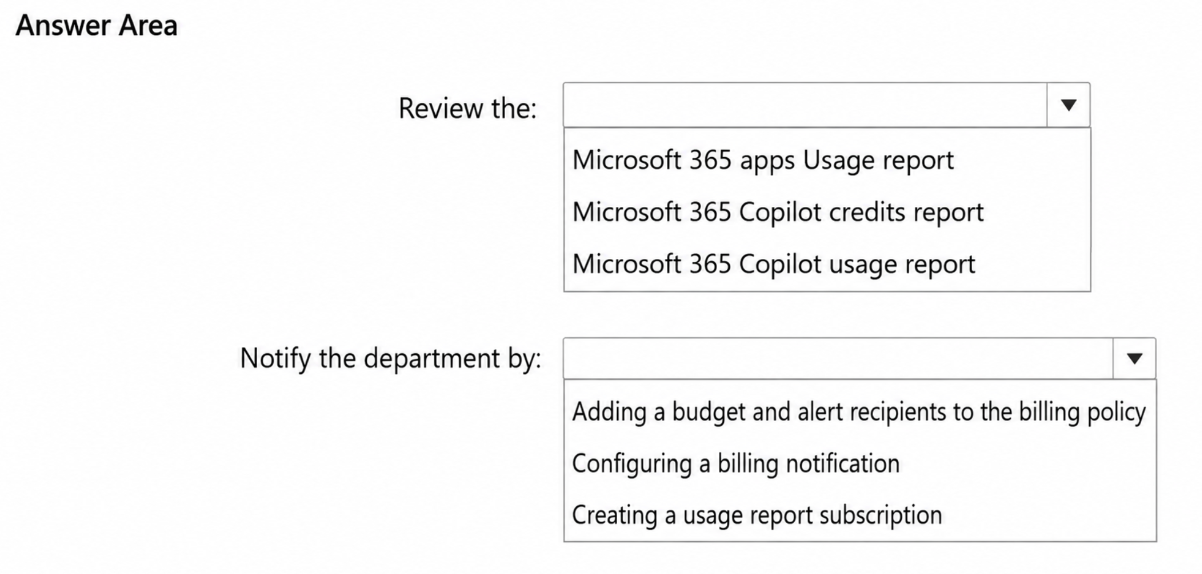 Answer Area
Review the:
Microsoft 365 apps Usage report
Microsoft 365 Copilot credits report
Microsoft 365 Copilot usage report
Notify the department by:
Adding a budget and alert recipients to the billing policy
Configuring a billing notification
Creating a usage report subscription